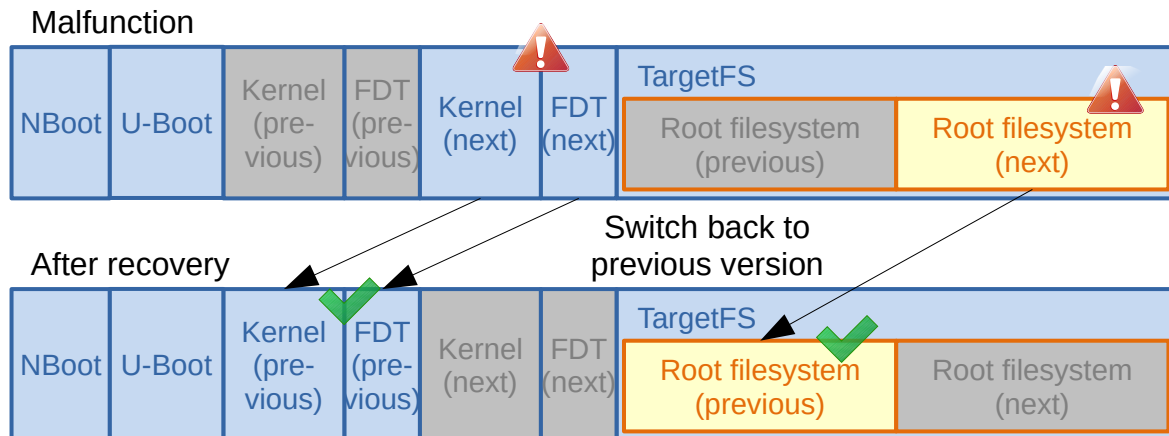 Malfunction
NBoot
U-Boot
Kernel
(pre-
vious)
FDT
(pre-
vious)
Kernel
(next)
FDT
(next)
TargetFS
Root filesystem
(previous)
Root filesystem
(next)
Switch back to
previous version
After recovery
NBoot
U-Boot
Kernel
(pre-
vious)
FDT
(pre-
vious)
Kernel
(next)
FDT
(next)
TargetFS
Root filesystem
(previous)
Root filesystem
(next)